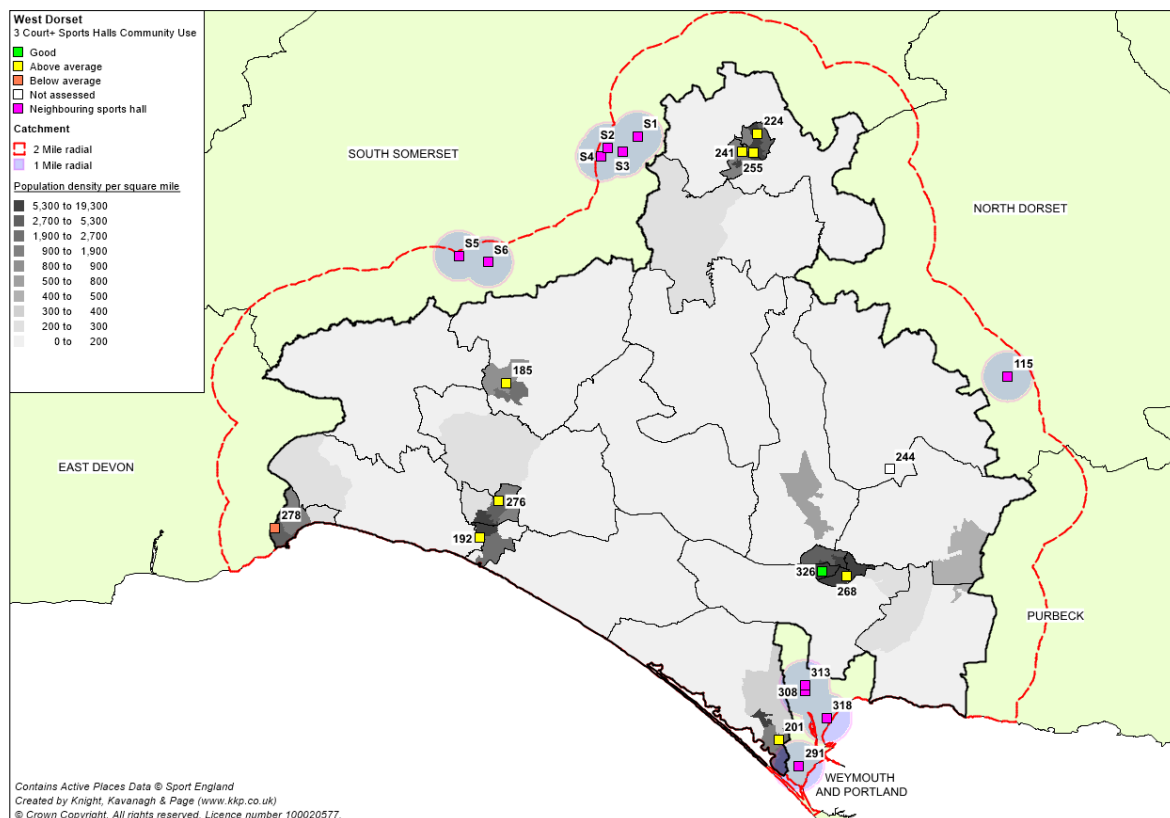 West Dorset
3 Court+ Sports Halls Community Use
Good
Above average
Below average
Not assessed
Neighbouring sports hall
Catchment
2 Mile radial
1 Mile radial
Population density per square mile
5,300 to 19,300
2,700 to 5,300
1,900 to 2,700
900 to 1,900
800 to 900
500 to 800
400 to 500
300 to 400
200 to 300
0 to 200
SOUTH SOMERSET
S1
S2
S4
S3
224
241
255
NORTH DORSET
S5
S6
185
115
EAST DEVON
244
276
278
192
326
268
PURBECK
313
308
318
201
291
WEYMOUTH
AND PORTLAND
Contains Active Places Data © Sport England
Created by Knight, Kavanagh & Page (www.kkp.co.uk)
© Crown Copyright. All rights reserved. Licence number 100020577.